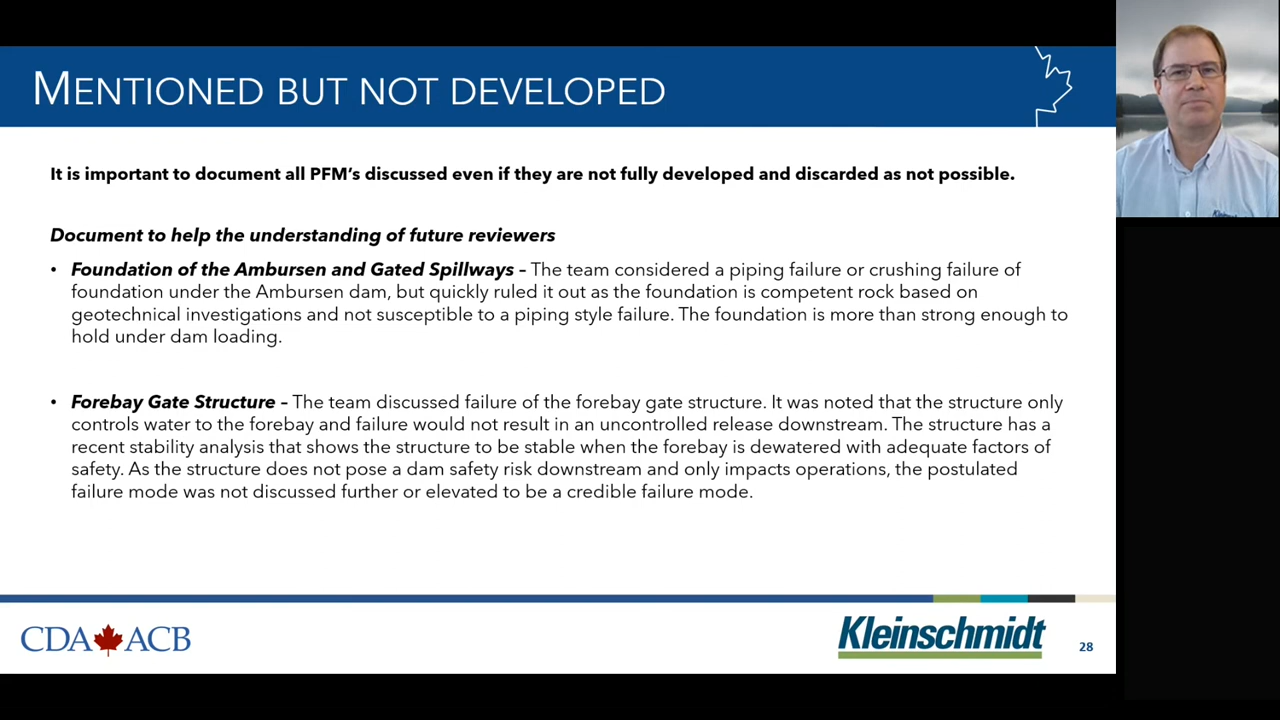 MENTIONED BUT NOT DEVELOPED
It is important to document all PFM's discussed even if they are not fully developed and discarded as not possible.
Document to help the understanding of future reviewers
• Foundation of the Ambursen and Gated Spillways – The team considered a piping failure or crushing failure of
foundation under the Ambursen dam, but quickly ruled it out as the foundation is competent rock based on
geotechnical investigations and not susceptible to a piping style failure. The foundation is more than strong enough to
hold under dam loading.
• Forebay Gate Structure – The team discussed failure of the forebay gate structure. It was noted that the structure only
controls water to the forebay and failure would not result in an uncontrolled release downstream. The structure has a
recent stability analysis that shows the structure to be stable when the forebay is dewatered with adequate factors of
safety. As the structure does not pose a dam safety risk downstream and only impacts operations, the postulated
failure mode was not discussed further or elevated to be a credible failure mode.
CDA ACB
Kleinschmidt
28